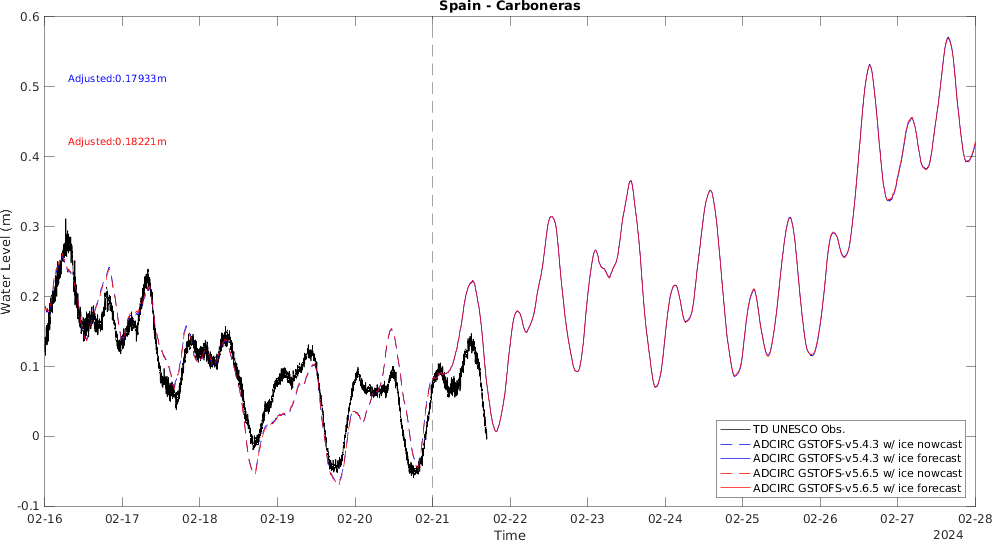 Spain - Carboneras
Water Level (m)
0.6
0.5
0.4
0.3
0.2
0.1
0
-0.1
Adjusted:0.17933m
Adjusted:0.18221m
TD UNESCO Obs.
ADCIRC GSTOFS-v5.4.3 w/ ice nowcast
ADCIRC GSTOFS-v5.4.3 w/ ice forecast
ADCIRC GSTOFS-v5.6.5 w/ ice nowcast
ADCIRC GSTOFS-v5.6.5 w/ ice forecast
02-16 02-17 02-18 02-19 02-20 02-21 02-22 02-23 02-24 02-25 02-26 02-27 02-28
Time
2024